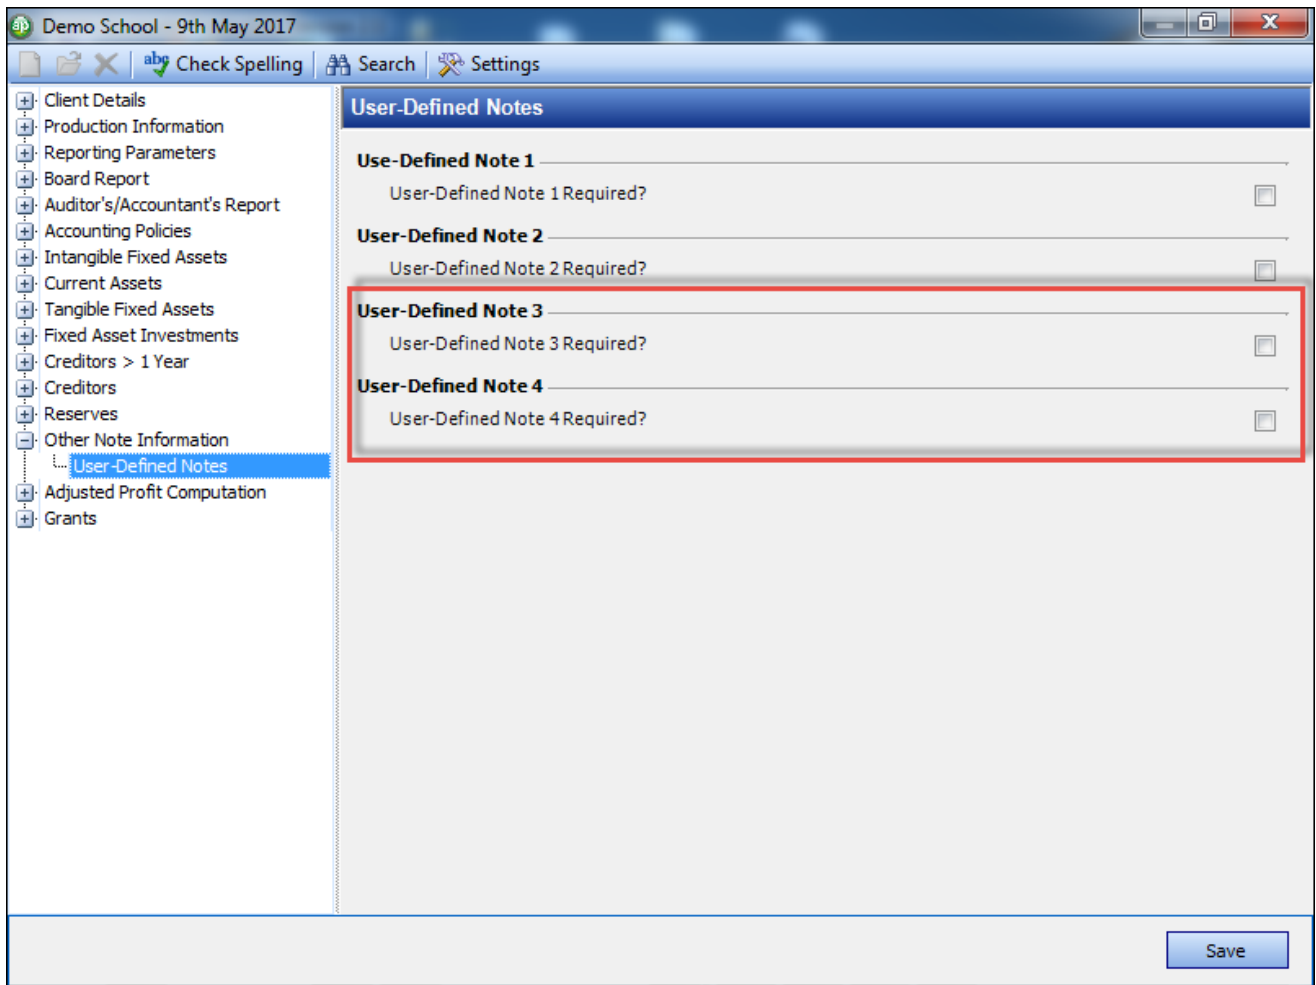 Demo School - 9th May 2017
abc Check Spelling Search Settings
Client Details
Production Information
Reporting Parameters
Board Report
Auditor's/Accountant's Report
Accounting Policies
Intangible Fixed Assets
Current Assets
Tangible Fixed Assets
Fixed Asset Investments
Creditors > 1 Year
Creditors
Reserves
Other Note Information
User-Defined Notes
Adjusted Profit Computation
Grants
User-Defined Notes
Use-Defined Note 1
User-Defined Note 1 Required?
User-Defined Note 2
User-Defined Note 2 Required?
User-Defined Note 3
User-Defined Note 3 Required?
User-Defined Note 4
User-Defined Note 4 Required?
Save